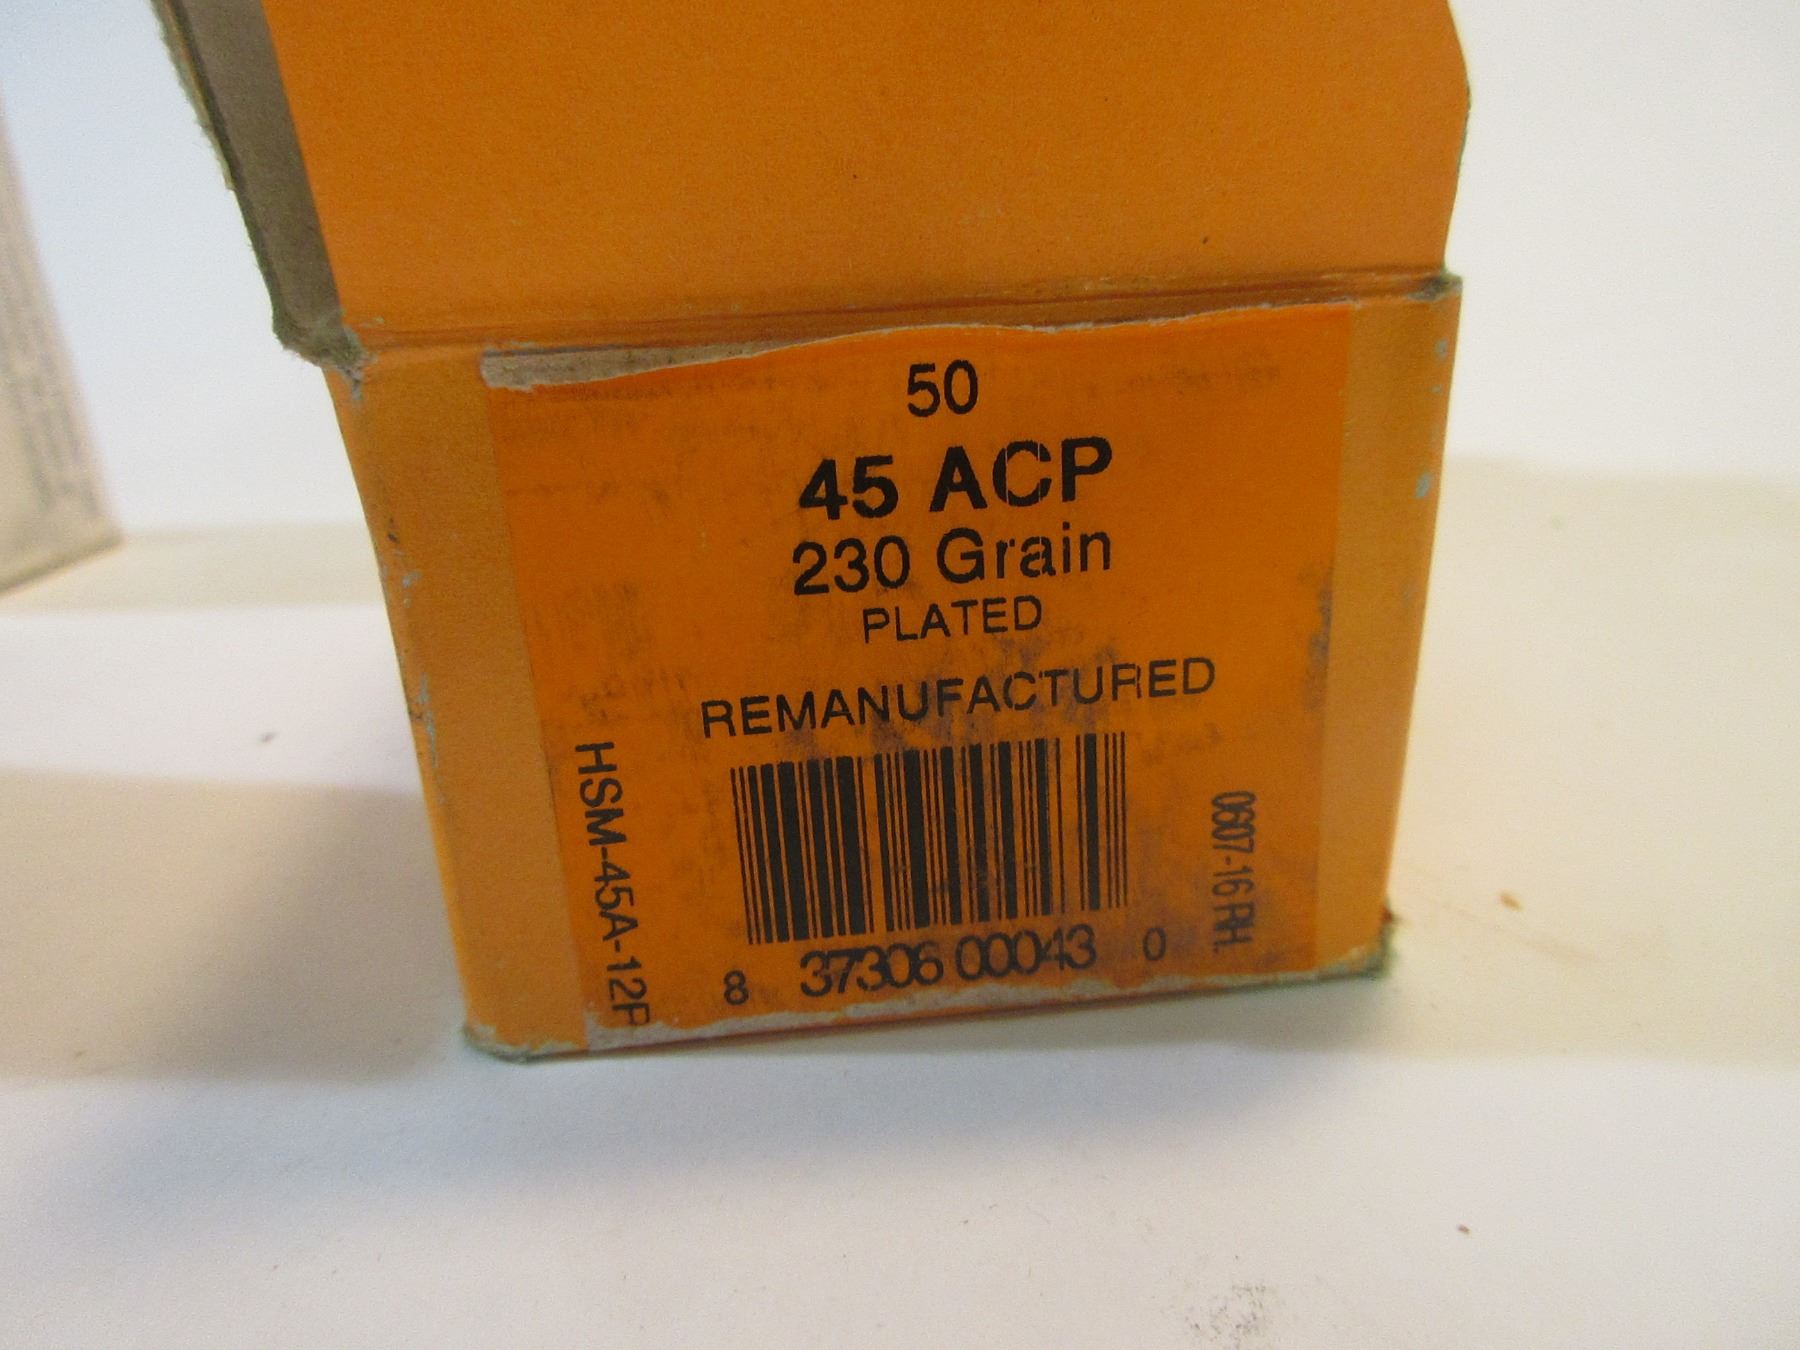 50
45 ACP
230 Grain
PLATED
REMANUFACTURED
HSM-45A-12P
0607-16 RH.
8 37306 00043 0